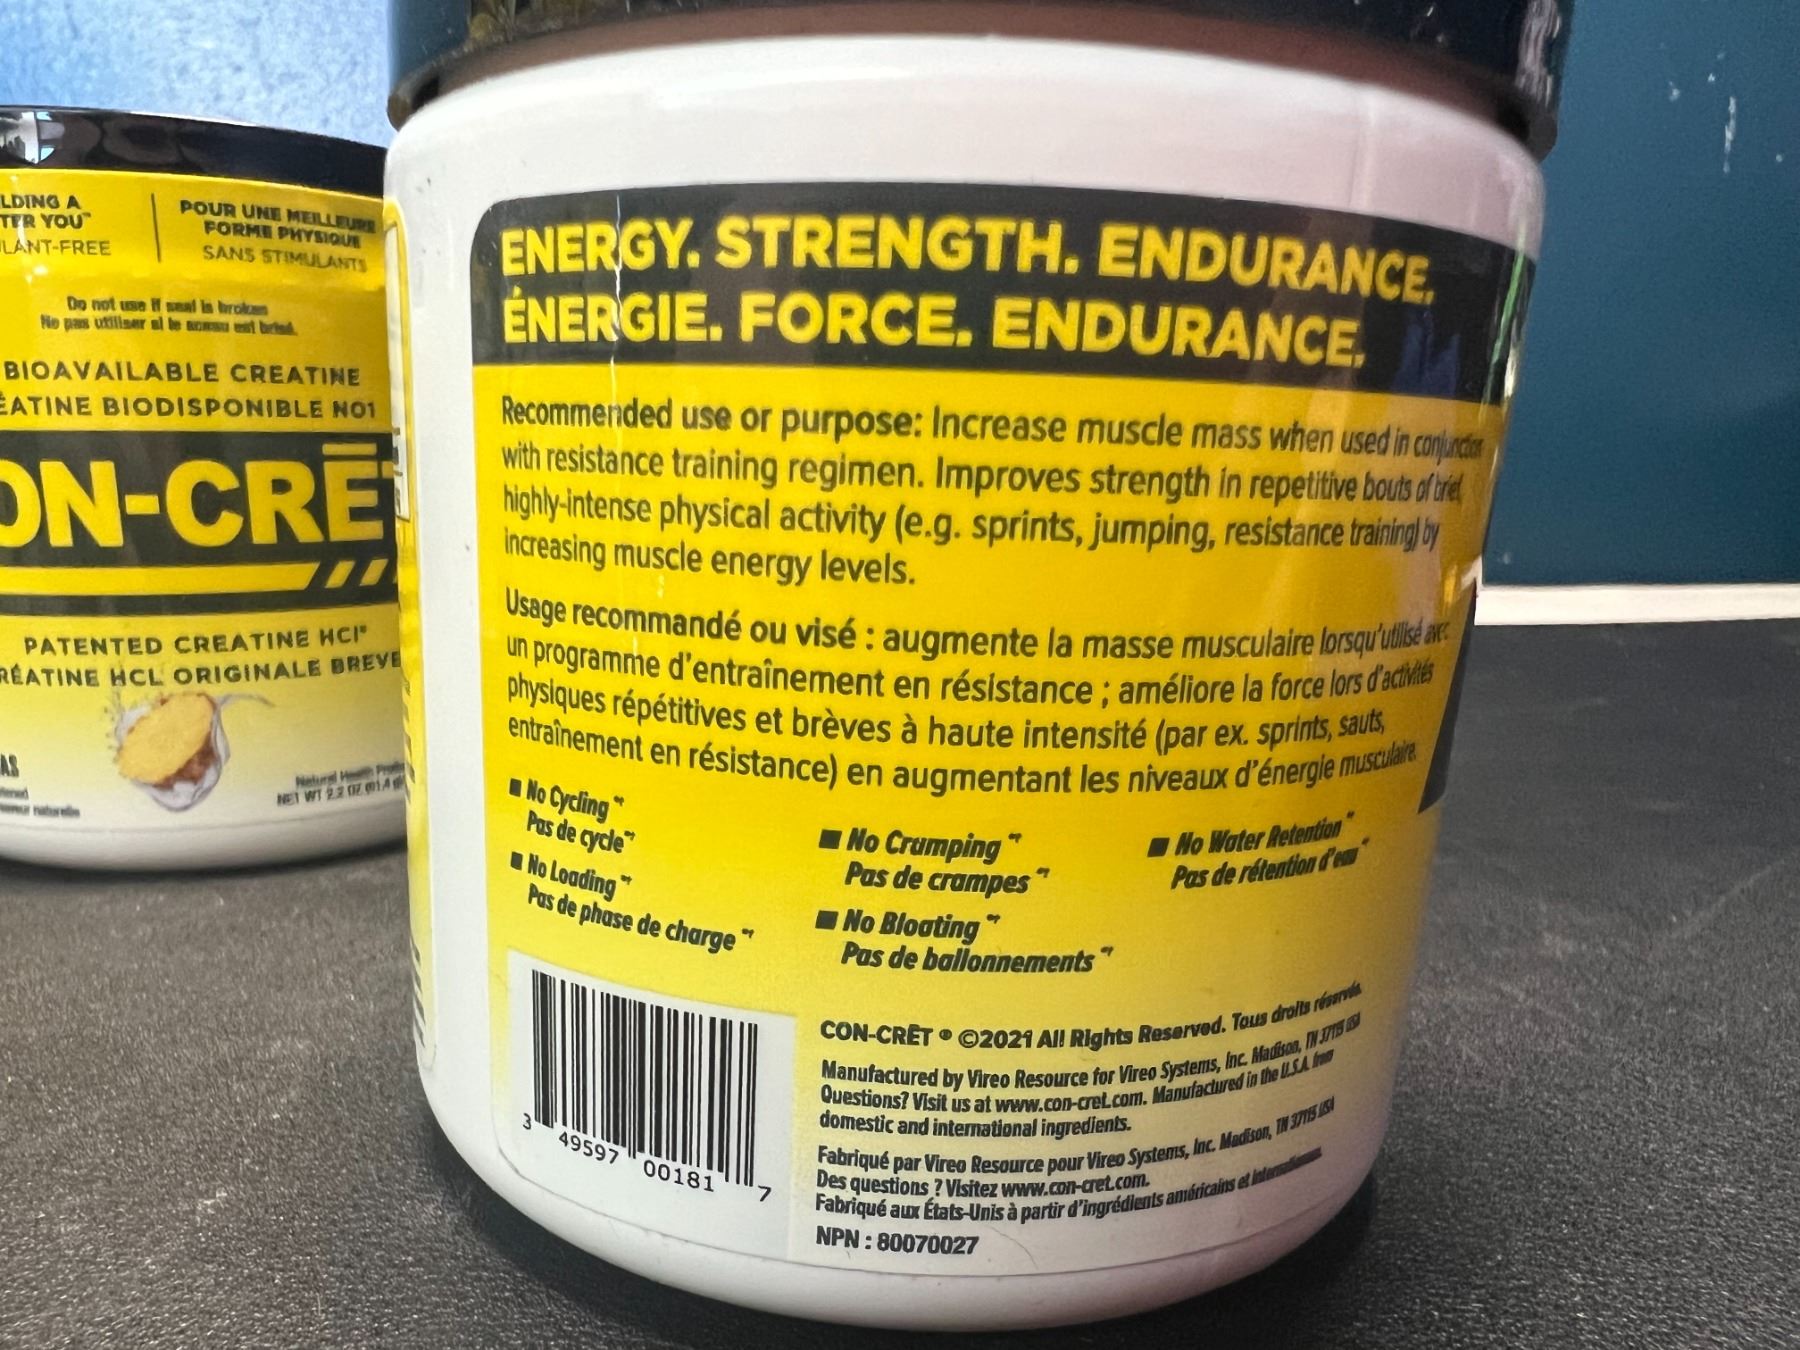 LDING A
TER YOU™
LANT-FREE
POUR UNE MEILLEURE
FORME PHYSIQUE
SANS STIMULANTS
Do not use if seal is broken
Ne pas utiliser si le sceau est brisé.
BIOAVAILABLE CREATINE
ÉATINE BIODISPONIBLE NO1
ON-CRĒT
PATENTED CREATINE HCl®
RÉATINE HCL ORIGINALE BREVE
AS
NET WT 2.2 OZ
ENERGY. STRENGTH. ENDURANCE.
ÉNERGIE. FORCE. ENDURANCE.
Recommended use or purpose: Increase muscle mass when used in conjunction
with resistance training regimen. Improves strength in repetitive bouts of brief,
highly-intense physical activity (e.g. sprints, jumping, resistance training) by
increasing muscle energy levels.
Usage recommandé ou visé : augmente la masse musculaire lorsqu'utilisé avec
un programme d'entraînement en résistance ; améliore la force lors d'activités
physiques répétitives et brèves à haute intensité (par ex. sprints, sauts,
entraînement en résistance) en augmentant les niveaux d'énergie musculaire.
■ No Cycling
Pas de cycle
■ No Loading
Pas de phase de charge
■ No Cramping
Pas de crampes
■ No Bloating
Pas de ballonnements
■ No Water Retention
Pas de rétention d'eau
3 49597 00181 7
CON-CRĒT ® ©2021 All Rights Reserved. Tous droits réservés.
Manufactured by Vireo Resource for Vireo Systems, Inc. Madison, TN 37115 USA
Questions? Visit us at www.con-cret.com. Manufactured in the U.S.A. from
domestic and international ingredients.
Fabriqué par Vireo Resource pour Vireo Systems, Inc. Madison, TN 37115 USA
Des questions ? Visitez www.con-cret.com.
Fabriqué aux États-Unis à partir d'ingrédients américains et internationaux.
NPN : 80070027